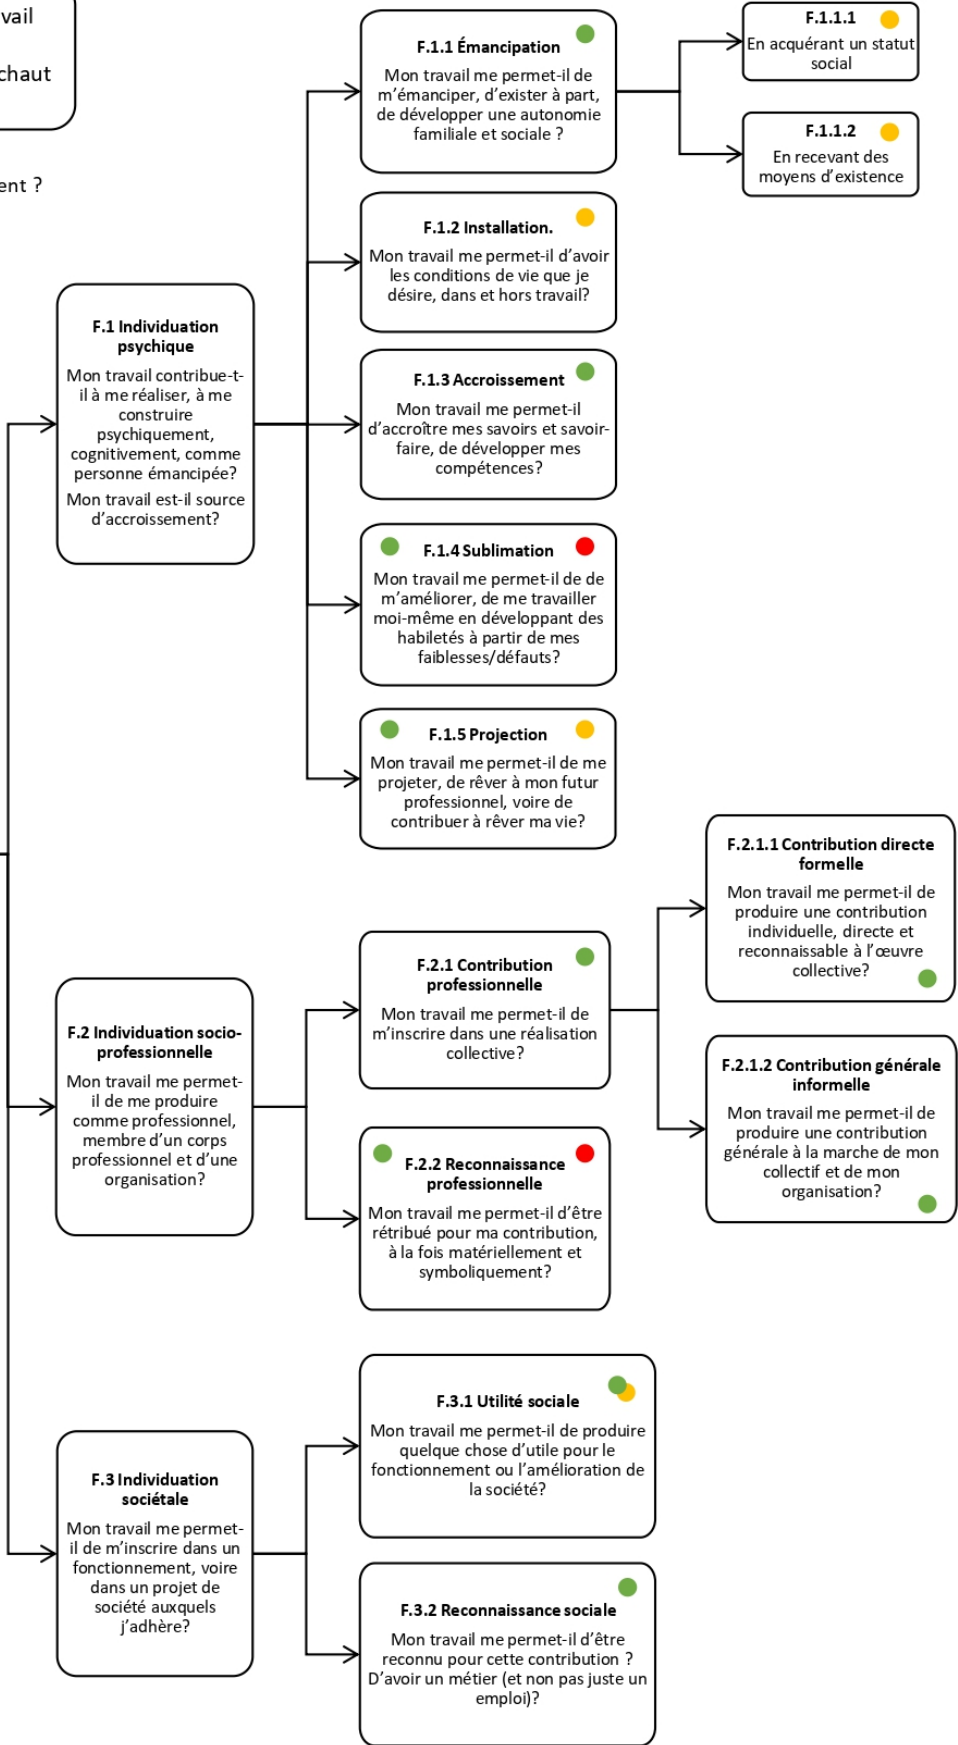 vail
chaut
ent ?
F.1.1 Émancipation
Mon travail me permet-il de
m'émanciper, d'exister à part,
de développer une autonomie
familiale et sociale ?
F.1.1.1
En acquérant un statut
social
F.1.1.2
En recevant des
moyens d'existence
F.1.2 Installation.
Mon travail me permet-il d'avoir
les conditions de vie que je
désire, dans et hors travail?
F.1 Individuation
psychique
Mon travail contribue-t-
il à me réaliser, à me
construire
psychiquement,
cognitivement, comme
personne émancipée?
Mon travail est-il source
d'accroissement?
F.1.3 Accroissement
Mon travail me permet-il
d'accroître mes savoirs et savoir-
faire, de développer mes
compétences?
F.1.4 Sublimation
Mon travail me permet-il de de
m'améliorer, de me travailler
moi-même en développant des
habiletés à partir de mes
faiblesses/défauts?
F.1.5 Projection
Mon travail me permet-il de me
projeter, de rêver à mon futur
professionnel, voire de
contribuer à rêver ma vie?
F.2 Individuation socio-
professionnelle
Mon travail me permet-
il de me produire
comme professionnel,
membre d'un corps
professionnel et d'une
organisation?
F.2.1 Contribution
professionnelle
Mon travail me permet-il de
m'inscrire dans une réalisation
collective?
F.2.1.1 Contribution directe
formelle
Mon travail me permet-il de
produire une contribution
individuelle, directe et
reconnaissable à l'œuvre
collective?
F.2.1.2 Contribution générale
informelle
Mon travail me permet-il de
produire une contribution
générale à la marche de mon
collectif et de mon
organisation?
F.2.2 Reconnaissance
professionnelle
Mon travail me permet-il d'être
rétribué pour ma contribution,
à la fois matériellement et
symboliquement?
F.3 Individuation
sociétale
Mon travail me permet-
il de m'inscrire dans un
fonctionnement, voire
dans un projet de
société auxquels
j'adhère?
F.3.1 Utilité sociale
Mon travail me permet-il de produire
quelque chose d'utile pour le
fonctionnement ou l'amélioration de
la société?
F.3.2 Reconnaissance sociale
Mon travail me permet-il d'être
reconnu pour cette contribution ?
D'avoir un métier (et non pas juste un
emploi)?